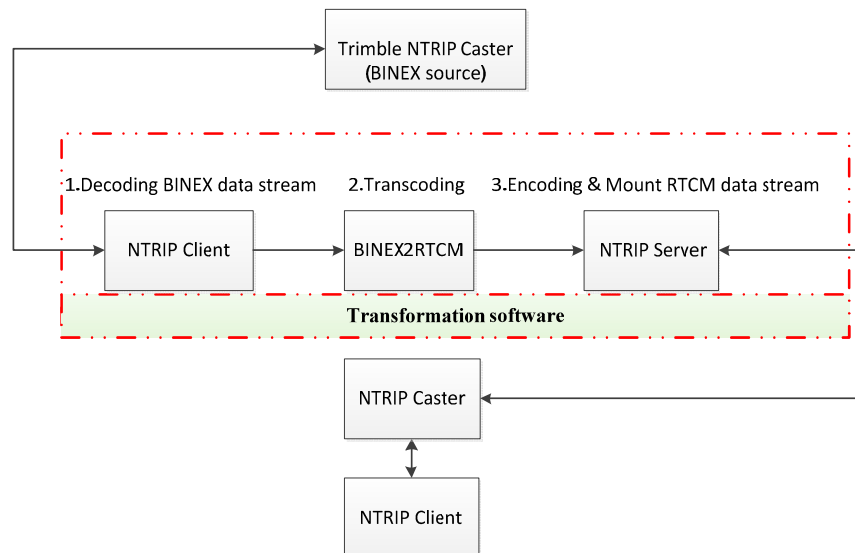 Trimble NTRIP Caster
(BINEX source)
1.Decoding BINEX data stream
2.Transcoding
3.Encoding & Mount RTCM data stream
NTRIP Client
BINEX2RTCM
NTRIP Server
Transformation software
NTRIP Caster
NTRIP Client